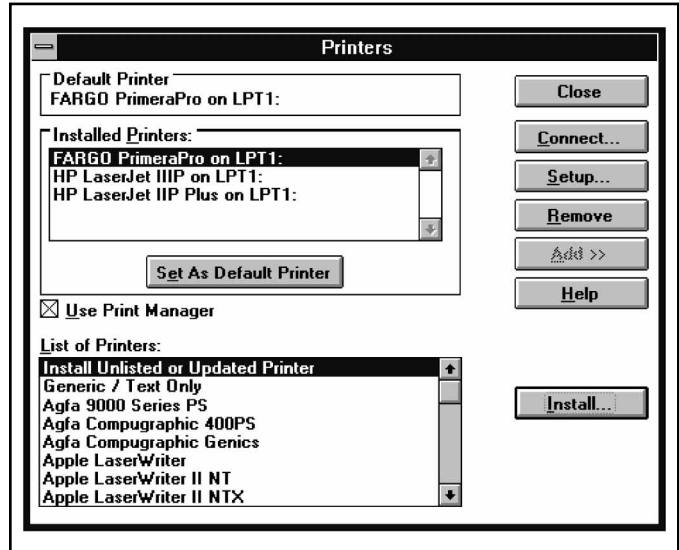 Printers
Default Printer
FARGO PrimeraPro on LPT1:
Close
Installed Printers:
FARGO PrimeraPro on LPT1:
HP LaserJet IIIP on LPT1:
HP LaserJet IIP Plus on LPT1:
Connect...
Setup...
Remove
Add >>
Help
Set As Default Printer
Use Print Manager
List of Printers:
Install Unlisted or Updated Printer
Generic / Text Only
Agfa 9000 Series PS
Agfa Compugraphic 400PS
Agfa Compugraphic Genics
Apple LaserWriter
Apple LaserWriter II NT
Apple LaserWriter II NTX
Install...